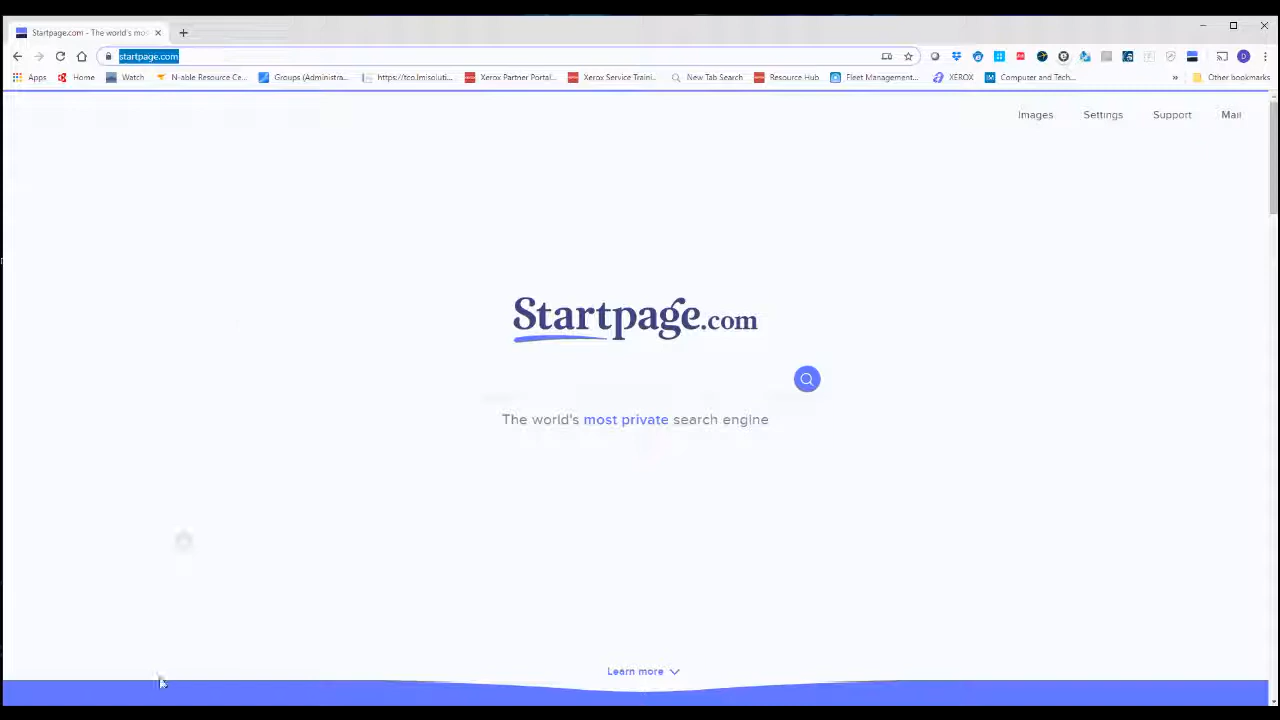 Startpage.com - The world's mos
startpage.com
Apps Home Watch N-able Resource Ce... Groups (Administra... https://tco.lmisoluti... Xerox Partner Portal... Xerox Service Traini... New Tab Search Resource Hub Fleet Management... XEROX Computer and Tech... » Other bookmarks
Images Settings Support Mail
Startpage.com
The world's most private search engine
Learn more